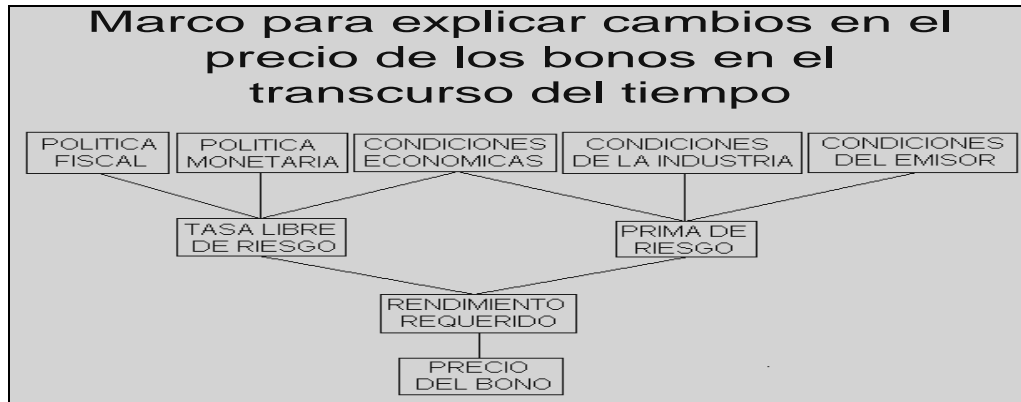 Marco para explicar cambios en el
precio de los bonos en el
transcurso del tiempo
POLITICA
FISCAL
POLITICA
MONETARIA
CONDICIONES
ECONOMICAS
CONDICIONES
DE LA INDUSTRIA
CONDICIONES
DEL EMISOR
TASA LIBRE
DE RIESGO
PRIMA DE
RIESGO
RENDIMIENTO
REQUERIDO
PRECIO
DEL BONO